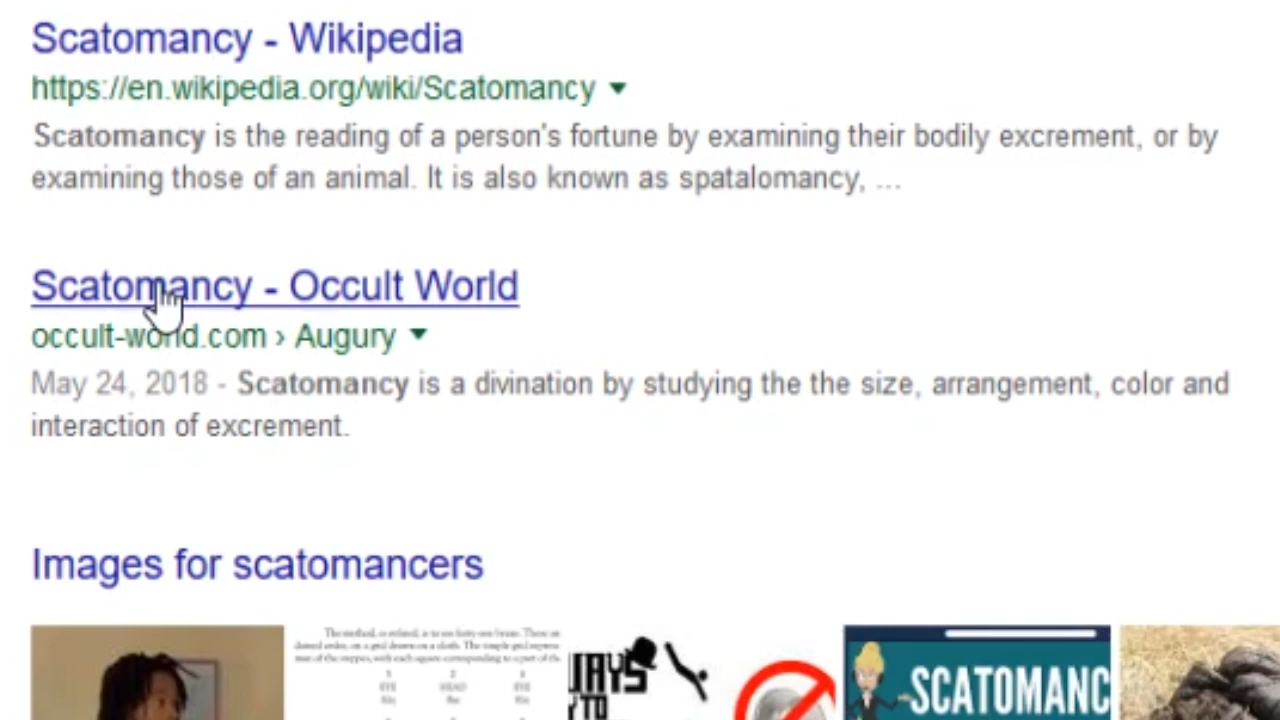 Scatomancy - Wikipedia
https://en.wikipedia.org/wiki/Scatomancy
Scatomancy is the reading of a person's fortune by examining their bodily excrement, or by
examining those of an animal. It is also known as spatalomancy, ...
Scatomancy - Occult World
occult-world.com › Augury
May 24, 2018 - Scatomancy is a divination by studying the the size, arrangement, color and
interaction of excrement.
Images for scatomancers
SCATOMANC